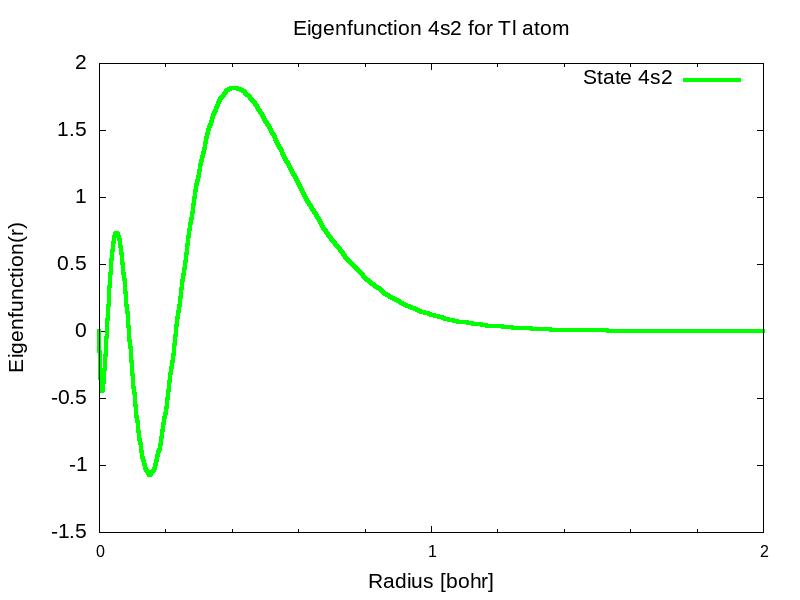 Eigenfunction 4s2 for Tl atom
State 4s2
2
1.5
1
0.5
0
-0.5
-1
-1.5
Eigenfunction(r)
0 1 2
Radius [bohr]